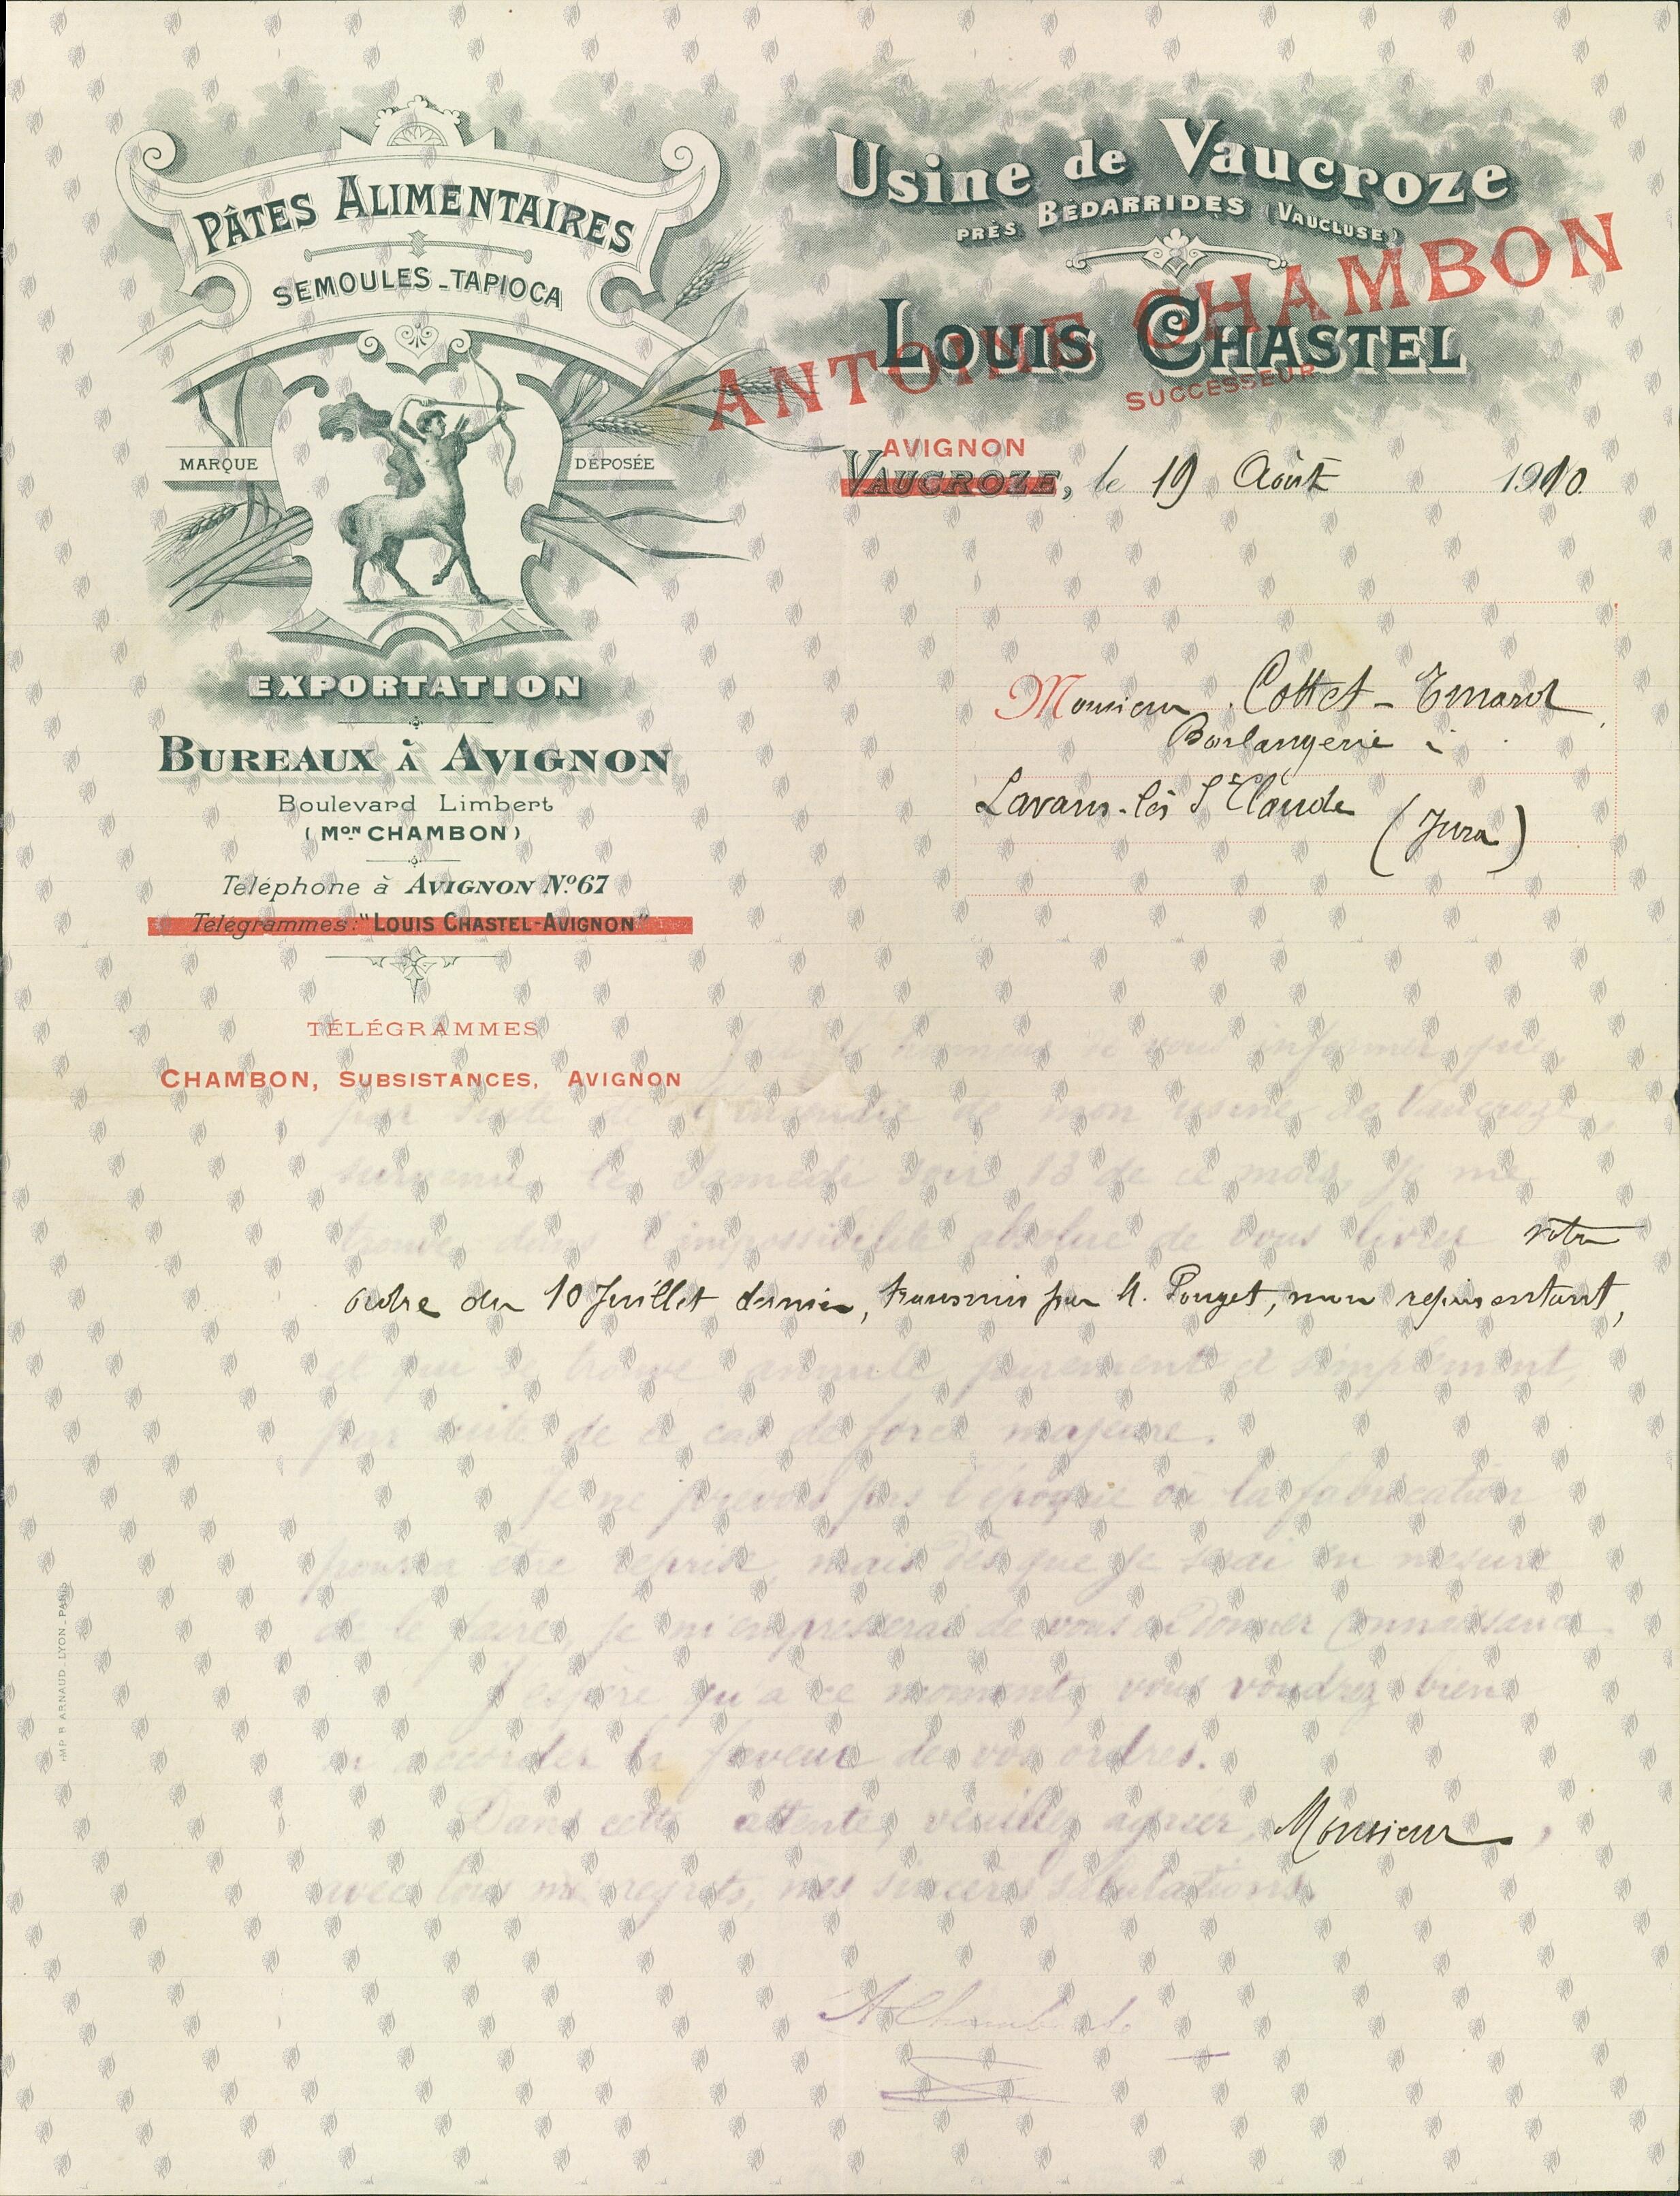 PÂTES ALIMENTAIRES
SEMOULES - TAPIOCA
MARQUE DÉPOSÉE
EXPORTATION
BUREAUX À AVIGNON
Boulevard Limbert
(Mon CHAMBON)
Téléphone à AVIGNON No 67
Télégrammes: "LOUIS CHASTEL-AVIGNON"
TÉLÉGRAMMES
CHAMBON, SUBSISTANCES, AVIGNON
Usine de Vaucroze
PRÈS BÉDARRIDES (VAUCLUSE)
LOUIS CHASTEL
ANTOINE CHAMBON
SUCCESSEUR
AVIGNON
VAUCROZE, le 19 Août 1910
Monsieur Cottet-Emard
Boulangerie à
Lavans-lès St Claude (Jura)
J'ai l'honneur de vous informer que,
par suite de l'incendie de mon usine de Vaucroze,
survenu le Samedi soir 13 de ce mois, je me
trouve dans l'impossibilité absolue de vous livrer votre
ordre du 10 Juillet dernier, transmis par M. Pouget, mon représentant,
et qui se trouve annulé purement et simplement,
par suite de ce cas de force majeure.
Je ne prévois pas l'époque où la fabrication
pourra être reprise, mais dès que je serai en mesure
de le faire, je m'empresserai de vous en donner connaissance.
J'espère qu'à ce moment, vous voudrez bien
m'accorder la faveur de vos ordres.
Dans cette attente, veuillez agréer, Monsieur,
avec tous mes regrets, mes sincères salutations.
A Chambon
IMP. B. ARNAUD. LYON-PARIS